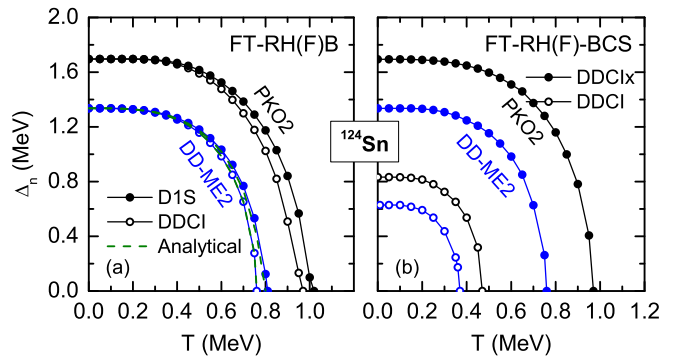 FT-RH(F)B
FT-RH(F)-BCS
2.0
1.6
1.2
0.8
0.4
0.0
Δn (MeV)
PKO2
DD-ME2
D1S
DDCI
Analytical
(a)
124Sn
DDCIx
DDCI
PKO2
DD-ME2
(b)
0.0 0.2 0.4 0.6 0.8 1.0
0.0 0.2 0.4 0.6 0.8 1.0 1.2
T (MeV)
T (MeV)